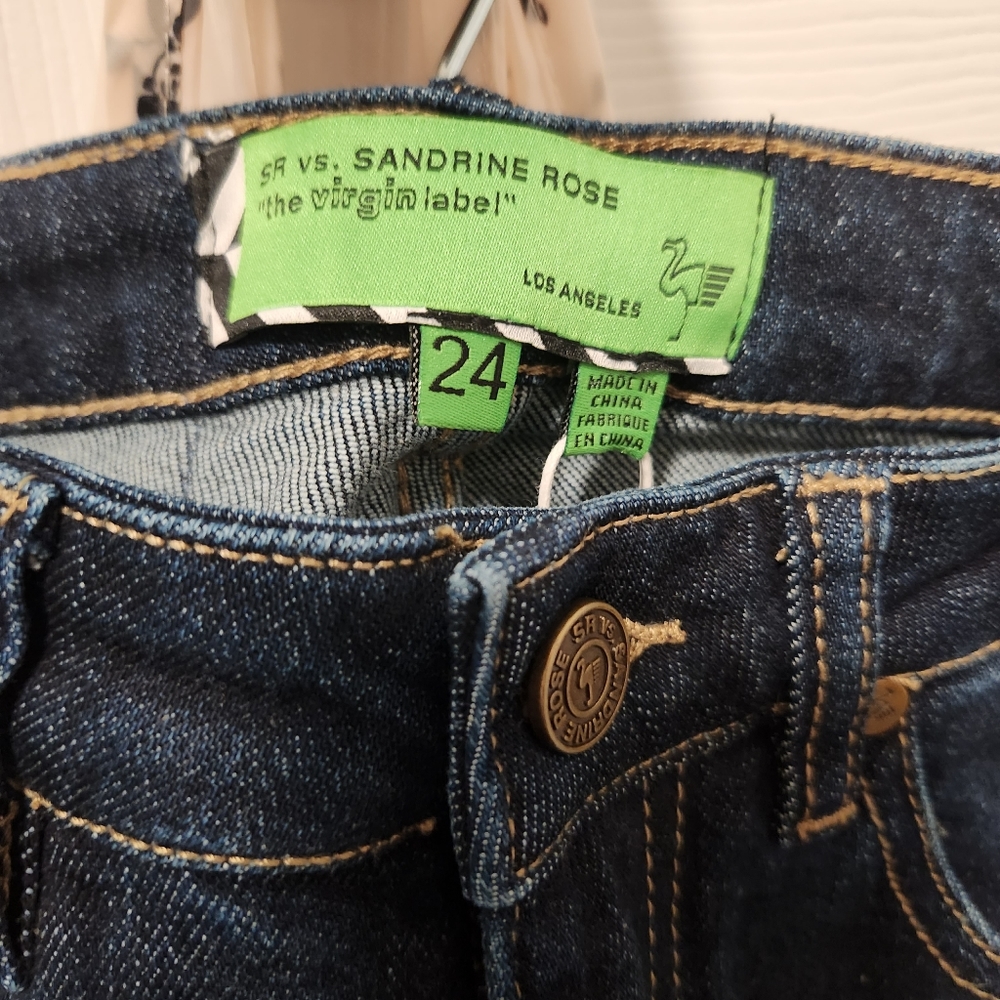 SR VS. SANDRINE ROSE
"the virgin label"
LOS ANGELES
24
MADE IN
CHINA
FABRIQUE
EN CHINA
SR VS. SANDRINE ROSE